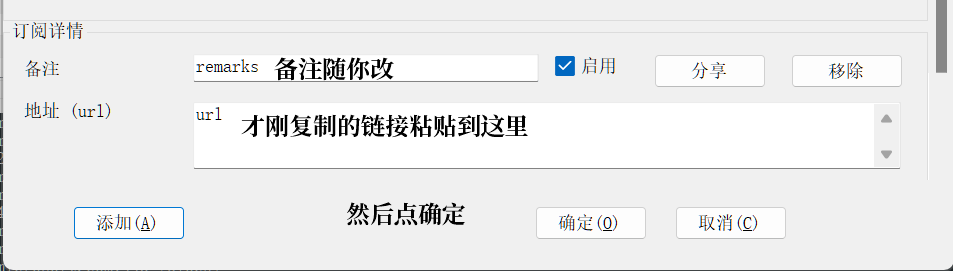 订阅详情
备注 remarks 备注随你改 启用 分享 移除
地址 (url) url 才刚复制的链接粘贴到这里
然后点确定
添加(A) 确定(O) 取消(C)